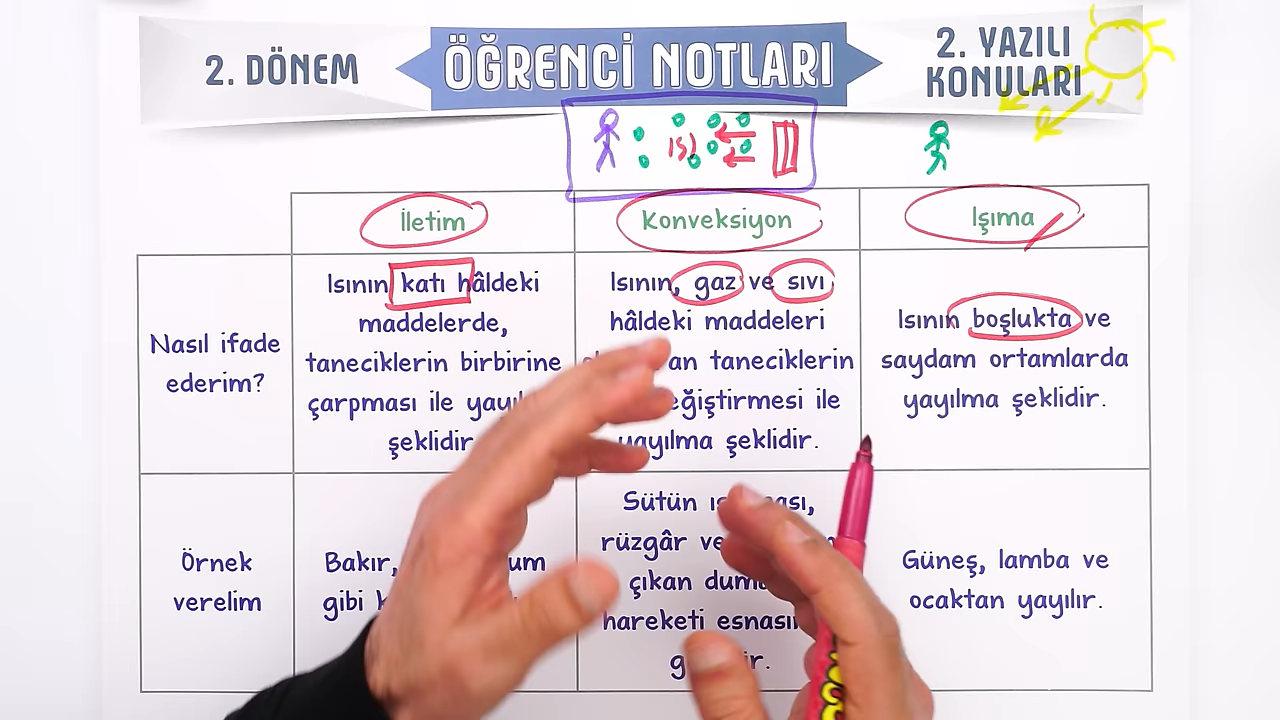 2. DÖNEM
ÖĞRENCİ NOTLARI
2. YAZILI
KONULARI
ısı
İletim
Konveksiyon
Işıma
Nasıl ifade
ederim?
Isının katı hâldeki
maddelerde,
taneciklerin birbirine
çarpması ile
şeklidir
Isının, gaz ve sıvı
hâldeki maddeleri
taneciklerin
ile
yayılma şeklidir.
Isının boşlukta ve
saydam ortamlarda
yayılma şeklidir.
Örnek
verelim
Bakır,
gibi
Sütün
rüzgâr
çıkan
hareketi
Güneş, lamba ve
ocaktan yayılır.